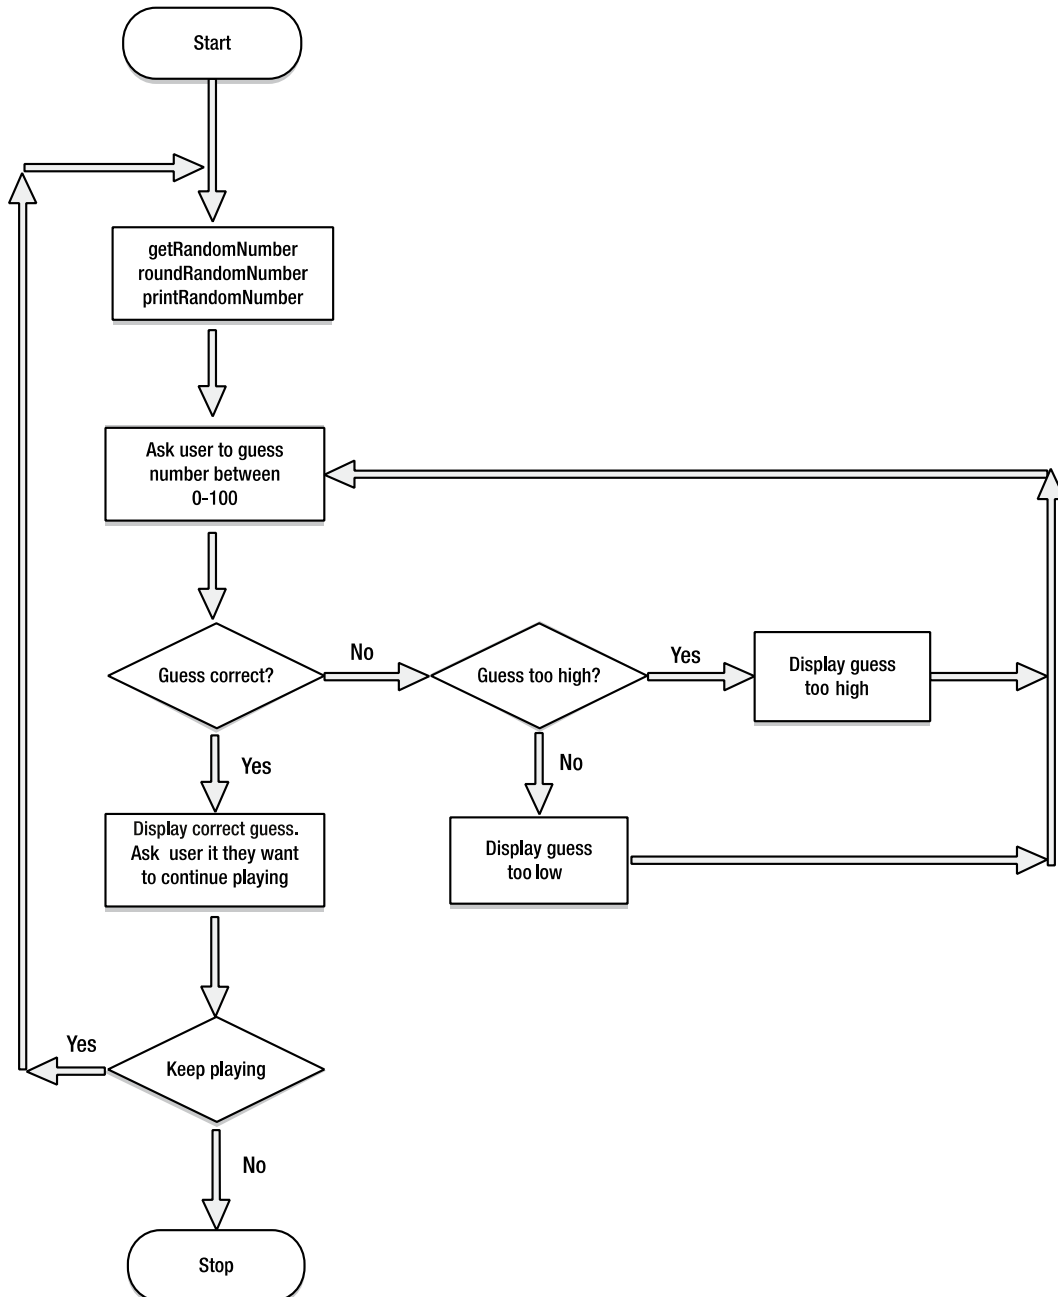 Start
getRandomNumber
roundRandomNumber
printRandomNumber
Ask user to guess
number between
0-100
Guess correct?
No
Guess too high?
Yes
Display guess
too high
Yes
No
Display correct guess.
Ask user it they want
to continue playing
Display guess
too low
Yes
Keep playing
No
Stop